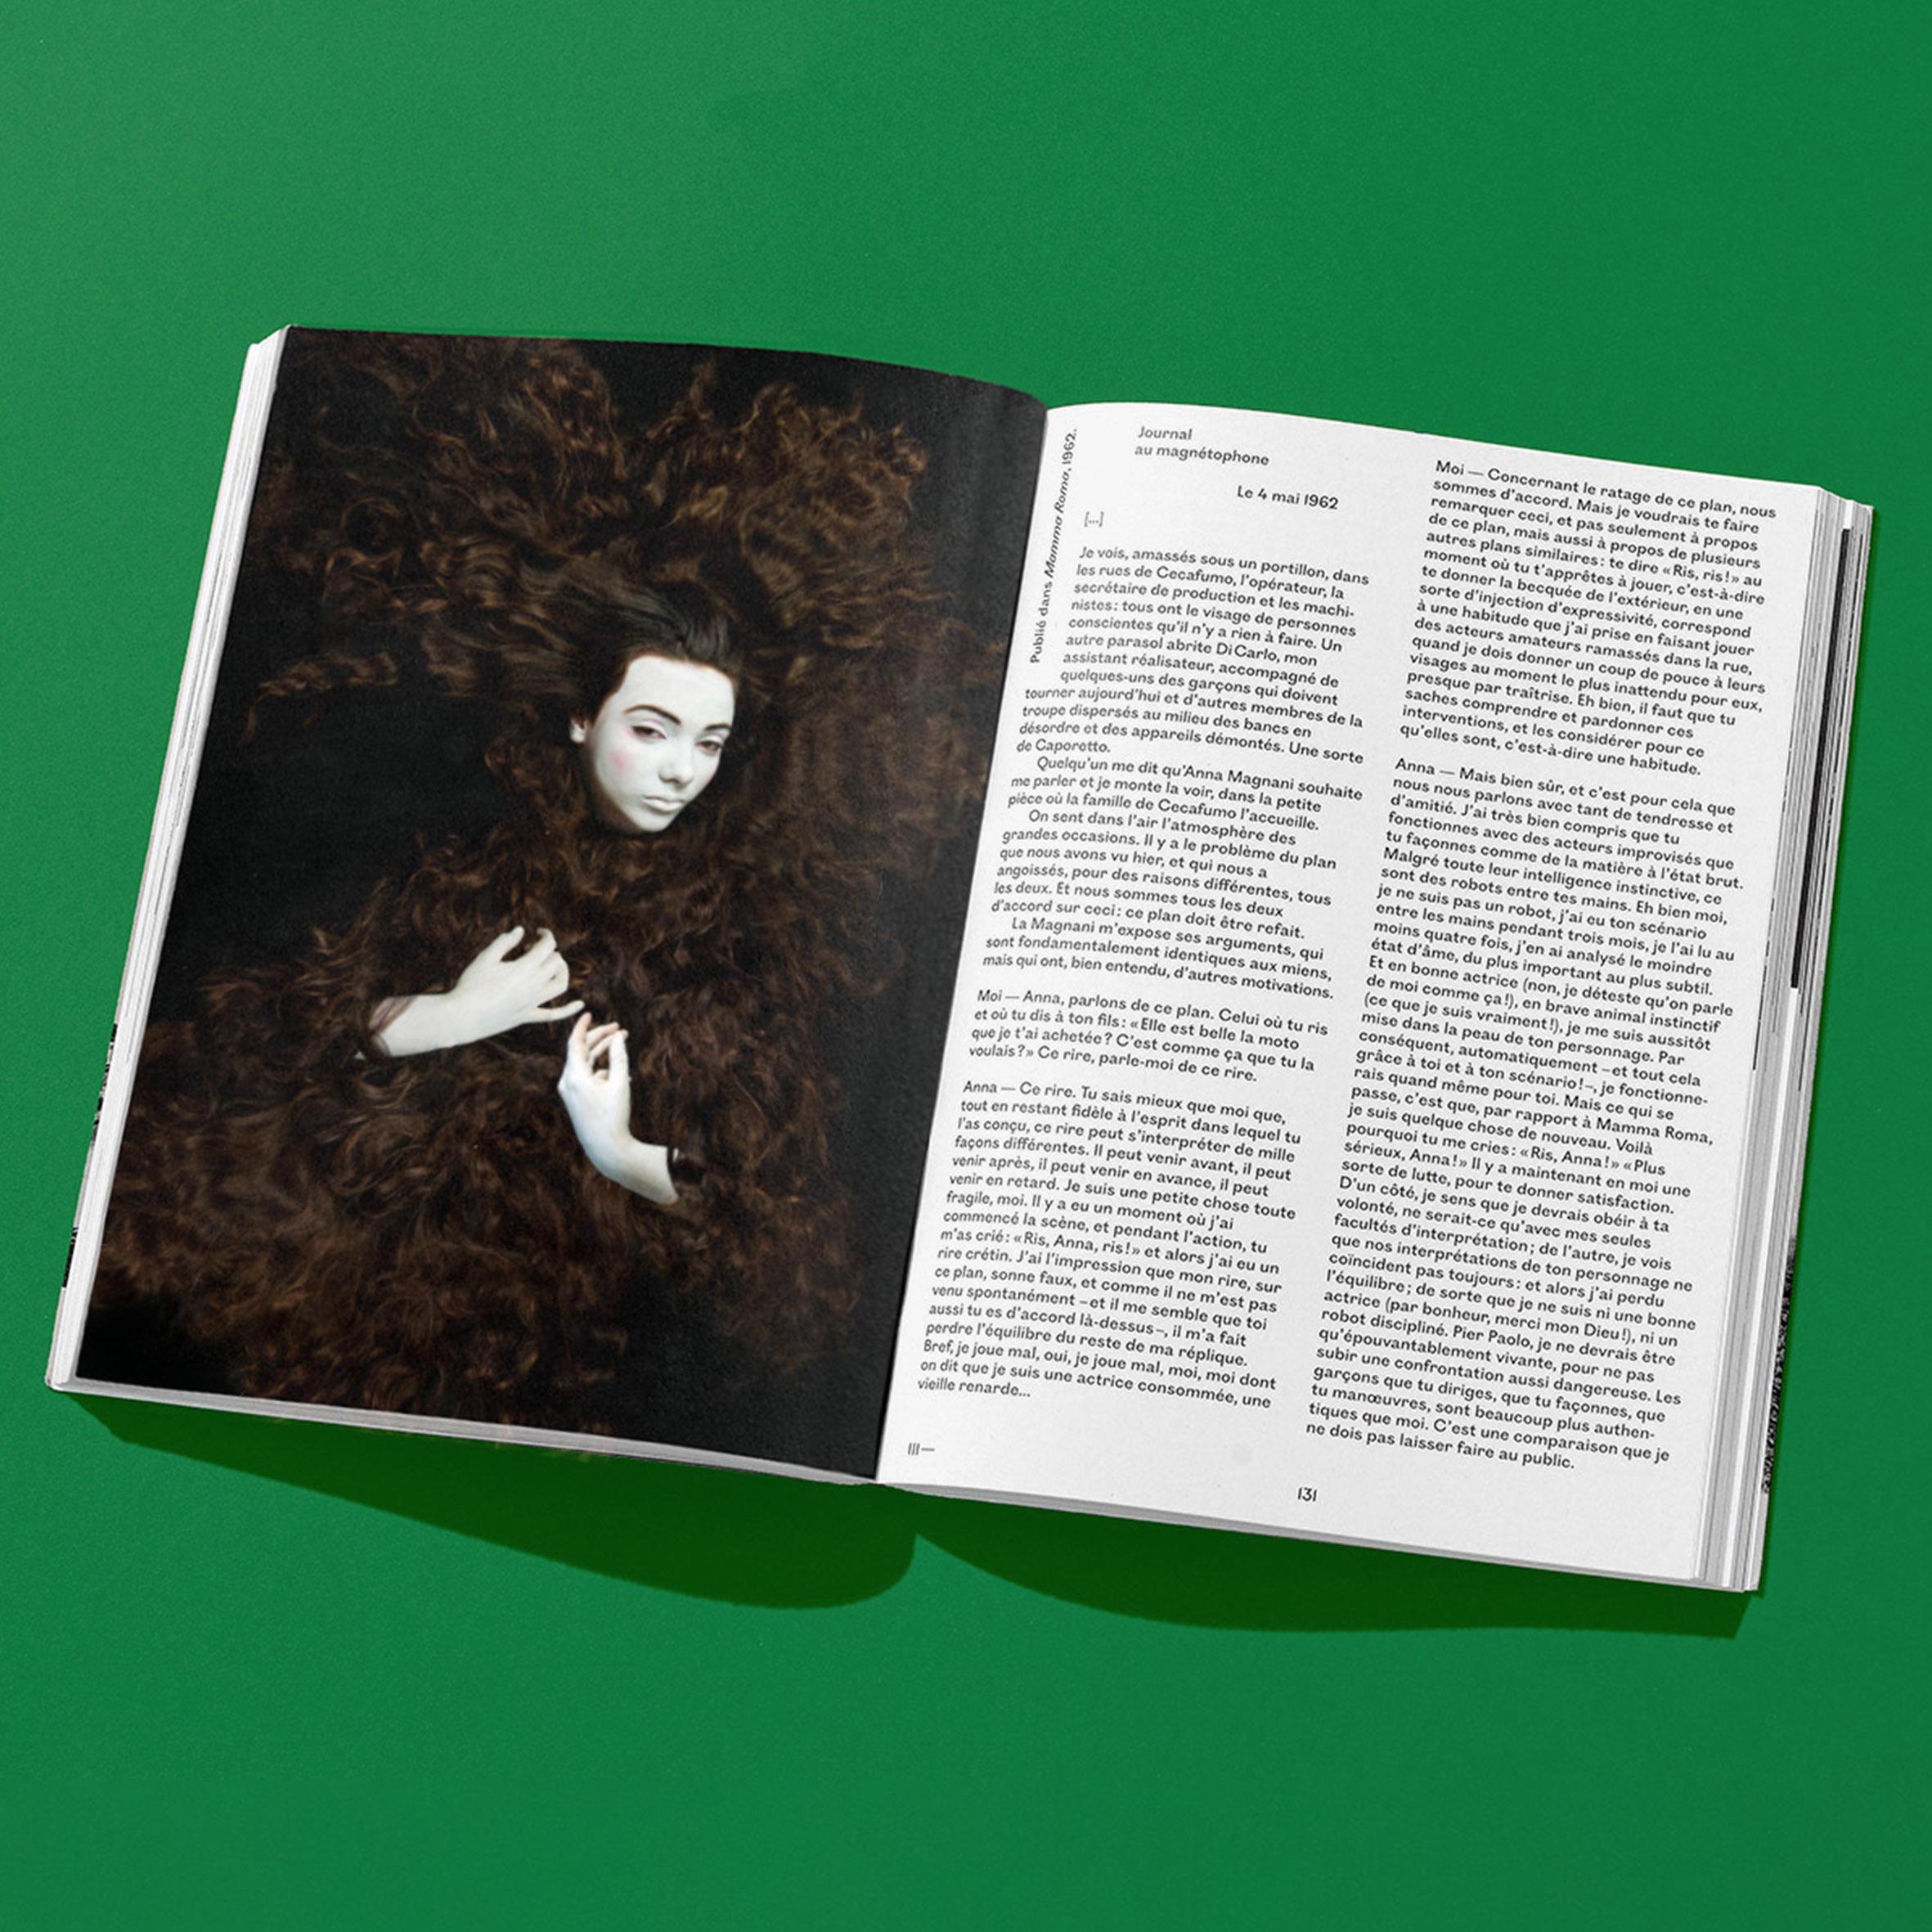 Publié dans Mamma Roma, 1962.
Journal
au magnétophone
Le 4 mai 1962
[...]
Je vois, amassés sous un portillon, dans
les rues de Cecafumo, l'opérateur, la
secrétaire de production et les machi-
nistes : tous ont le visage de personnes
conscientes qu'il n'y a rien à faire. Un
autre parasol abrite Di Carlo, mon
assistant réalisateur, accompagné de
quelques-uns des garçons qui doivent
tourner aujourd'hui et d'autres membres de la
troupe dispersés au milieu des bancs en
désordre et des appareils démontés. Une sorte
de Caporetto.
Quelqu'un me dit qu'Anna Magnani souhaite
me parler et je monte la voir, dans la petite
pièce où la famille de Cecafumo l'accueille.
On sent dans l'air l'atmosphère des
grandes occasions. Il y a le problème du plan
que nous avons vu hier, et qui nous a
angoissés, pour des raisons différentes, tous
les deux. Et nous sommes tous les deux
d'accord sur ceci : ce plan doit être refait.
La Magnani m'expose ses arguments, qui
sont fondamentalement identiques aux miens,
mais qui ont, bien entendu, d'autres motivations.
Moi — Anna, parlons de ce plan. Celui où tu ris
et où tu dis à ton fils : « Elle est belle la moto
que je t'ai achetée ? C'est comme ça que tu la
voulais ? » Ce rire, parle-moi de ce rire.
Anna — Ce rire. Tu sais mieux que moi que,
tout en restant fidèle à l'esprit dans lequel tu
l'as conçu, ce rire peut s'interpréter de mille
façons différentes. Il peut venir avant, il peut
venir après, il peut venir en avance, il peut
venir en retard. Je suis une petite chose toute
fragile, moi. Il y a eu un moment où j'ai
commencé la scène, et pendant l'action, tu
m'as crié : « Ris, Anna, ris ! » et alors j'ai eu un
rire crétin. J'ai l'impression que mon rire, sur
ce plan, sonne faux, et comme il ne m'est pas
venu spontanément – et il me semble que toi
aussi tu es d'accord là-dessus –, il m'a fait
perdre l'équilibre du reste de ma réplique.
Bref, je joue mal, oui, je joue mal, moi, moi dont
on dit que je suis une actrice consommée, une
vieille renarde...
Moi — Concernant le ratage de ce plan, nous
sommes d'accord. Mais je voudrais te faire
remarquer ceci, et pas seulement à propos
de ce plan, mais aussi à propos de plusieurs
autres plans similaires : te dire « Ris, ris ! » au
moment où tu t'apprêtes à jouer, c'est-à-dire
te donner la becquée de l'extérieur, en une
sorte d'injection d'expressivité, correspond
à une habitude que j'ai prise en faisant jouer
des acteurs amateurs ramassés dans la rue,
quand je dois donner un coup de pouce à leurs
visages au moment le plus inattendu pour eux,
presque par traîtrise. Eh bien, il faut que tu
saches comprendre et pardonner ces
interventions, et les considérer pour ce
qu'elles sont, c'est-à-dire une habitude.
Anna — Mais bien sûr, et c'est pour cela que
nous nous parlons avec tant de tendresse et
d'amitié. J'ai très bien compris que tu
fonctionnes avec des acteurs improvisés que
tu façonnes comme de la matière à l'état brut.
Malgré toute leur intelligence instinctive, ce
sont des robots entre tes mains. Eh bien moi,
je ne suis pas un robot, j'ai eu ton scénario
entre les mains pendant trois mois, je l'ai lu au
moins quatre fois, j'en ai analysé le moindre
état d'âme, du plus important au plus subtil.
Et en bonne actrice (non, je déteste qu'on parle
de moi comme ça !), en brave animal instinctif
(ce que je suis vraiment !), je me suis aussitôt
mise dans la peau de ton personnage. Par
conséquent, automatiquement – et tout cela
grâce à toi et à ton scénario ! –, je fonctionne-
rais quand même pour toi. Mais ce qui se
passe, c'est que, par rapport à Mamma Roma,
je suis quelque chose de nouveau. Voilà
pourquoi tu me cries : « Ris, Anna ! » « Plus
sérieux, Anna ! » Il y a maintenant en moi une
sorte de lutte, pour te donner satisfaction.
D'un côté, je sens que je devrais obéir à ta
volonté, ne serait-ce qu'avec mes seules
facultés d'interprétation ; de l'autre, je vois
que nos interprétations de ton personnage ne
coïncident pas toujours : et alors j'ai perdu
l'équilibre ; de sorte que je ne suis ni une bonne
actrice (par bonheur, merci mon Dieu !), ni un
robot discipliné. Pier Paolo, je ne devrais être
qu'épouvantablement vivante, pour ne pas
subir une confrontation aussi dangereuse. Les
garçons que tu diriges, que tu façonnes, que
tu manœuvres, sont beaucoup plus authen-
tiques que moi. C'est une comparaison que je
ne dois pas laisser faire au public.
III—
131